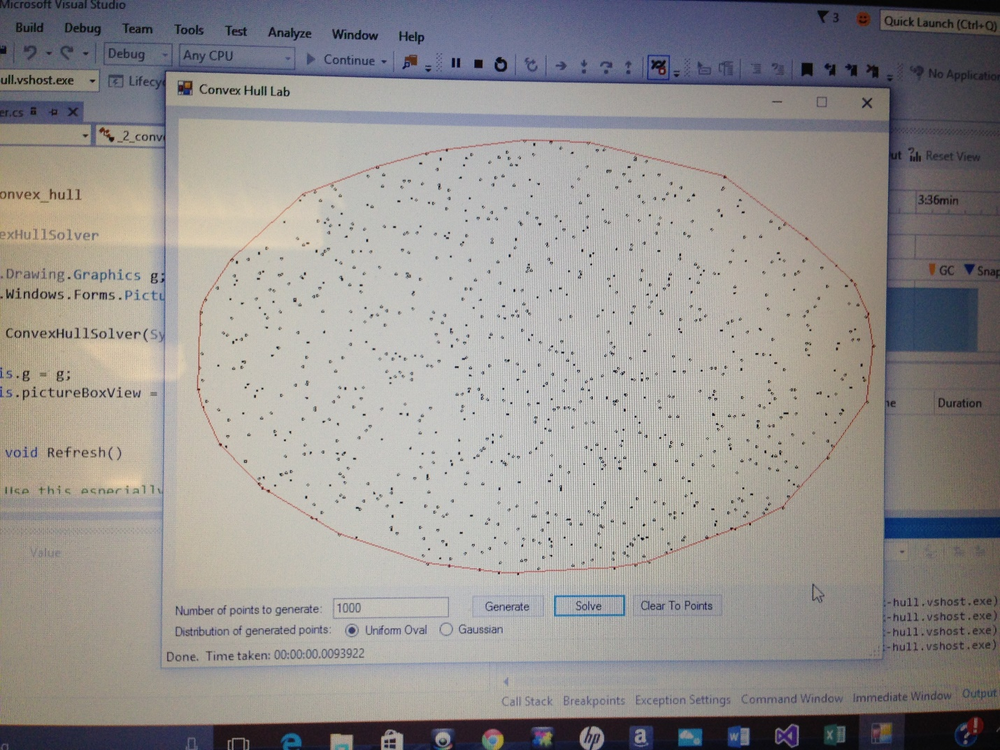 Microsoft Visual Studio
3
Quick Launch (Ctrl+Q)
Build Debug Team Tools Test Analyze Window Help
Debug Any CPU Continue
No Application
ull.vshost.exe Lifecyc
er.cs
_2_conv
Convex Hull Lab
ut Reset View
onvex_hull
3:36min
exHullSolver
.Drawing.Graphics g;
GC Snap
.Windows.Forms.Pictu
ConvexHullSolver(Sy
is.g = g;
is.pictureBoxView =
me Duration
void Refresh()
Use this especially
Value
Number of points to generate: 1000 Generate Solve Clear To Points
Distribution of generated points: Uniform Oval Gaussian
Done. Time taken: 00:00:00.0093922
-hull.vshost.exe)
-hull.vshost.exe)
-hull.vshost.exe)
-hull.vshost.exe)
Call Stack Breakpoints Exception Settings Command Window Immediate Window Output
hp a